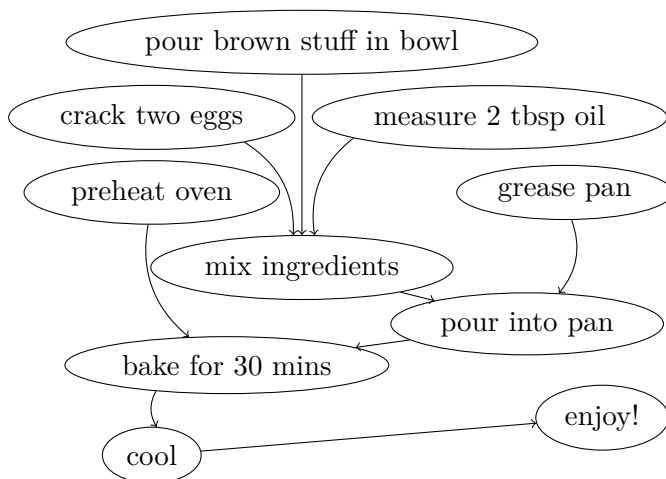 pour brown stuff in bowl
crack two eggs
measure 2 tbsp oil
preheat oven
grease pan
mix ingredients
pour into pan
bake for 30 mins
enjoy!
cool